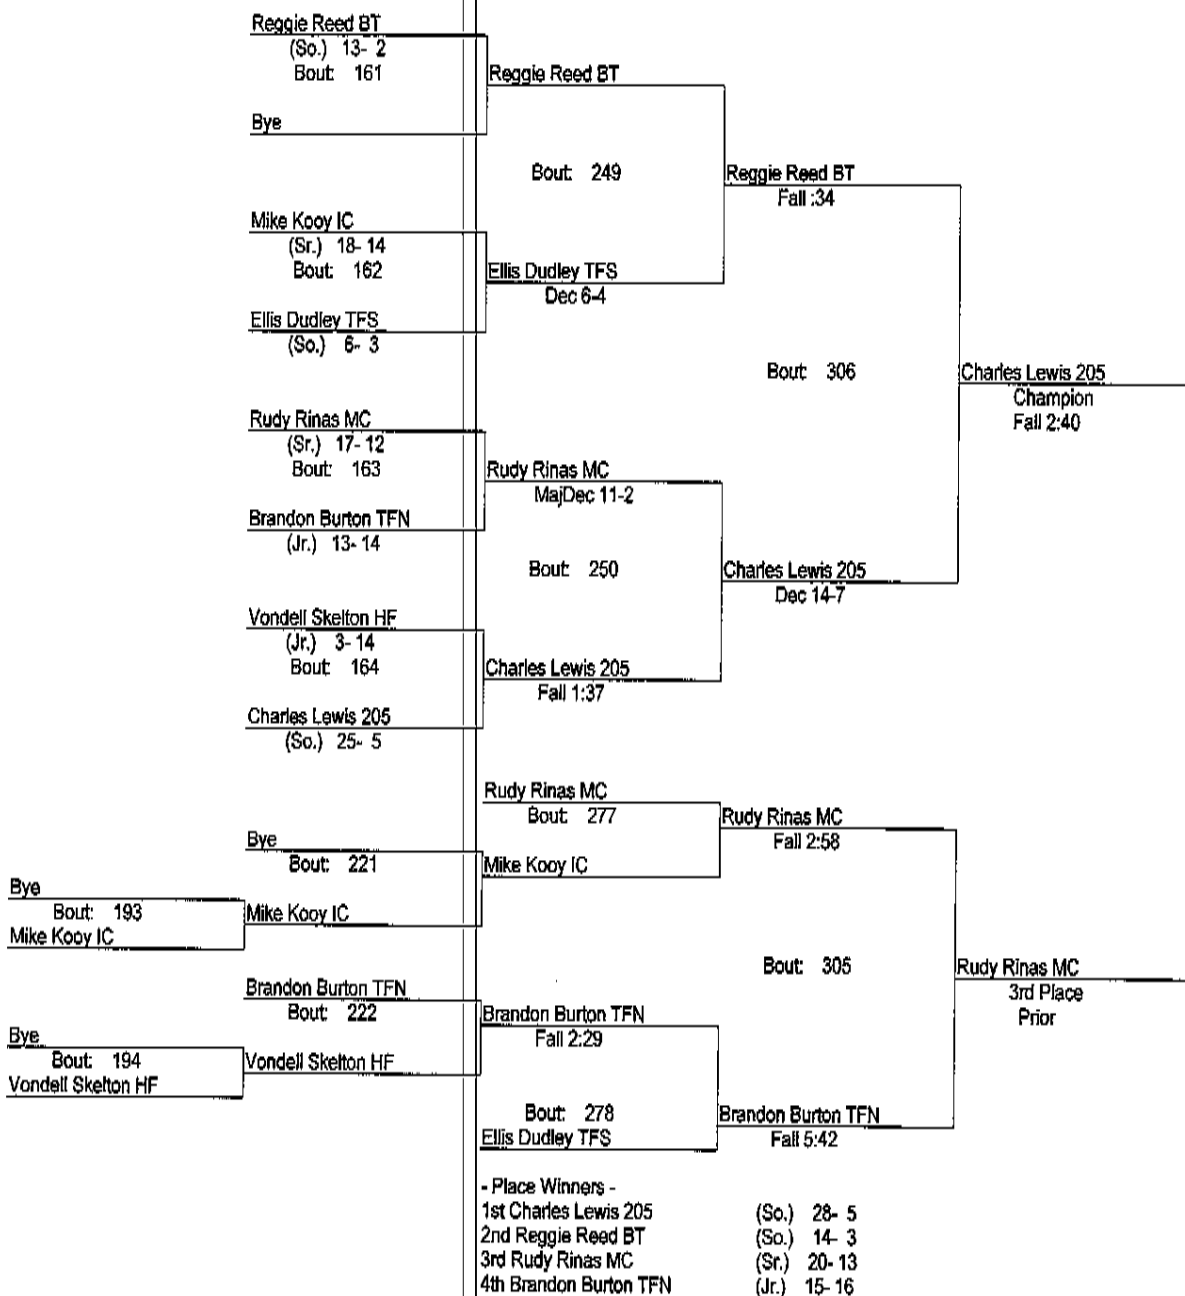 Reggie Reed BT
(So.) 13- 2
Bout: 161
Bye
Reggie Reed BT
Bout: 249
Mike Kooy IC
(Sr.) 18- 14
Bout: 162
Ellis Dudley TFS
(So.) 6- 3
Ellis Dudley TFS
Dec 6-4
Reggie Reed BT
Fall :34
Bout: 306
Rudy Rinas MC
(Sr.) 17- 12
Bout: 163
Brandon Burton TFN
(Jr.) 13- 14
Rudy Rinas MC
MajDec 11-2
Bout: 250
Vondell Skelton HF
(Jr.) 3- 14
Bout: 164
Charles Lewis 205
(So.) 25- 5
Charles Lewis 205
Fall 1:37
Charles Lewis 205
Dec 14-7
Charles Lewis 205
Champion
Fall 2:40
Rudy Rinas MC
Bout: 277
Bye
Bout: 221
Bye
Bout: 193
Mike Kooy IC
Mike Kooy IC
Mike Kooy IC
Rudy Rinas MC
Fall 2:58
Bout: 305
Brandon Burton TFN
Bout: 222
Bye
Bout: 194
Vondell Skelton HF
Vondell Skelton HF
Brandon Burton TFN
Fall 2:29
Bout: 278
Ellis Dudley TFS
Brandon Burton TFN
Fall 5:42
Rudy Rinas MC
3rd Place
Prior
- Place Winners -
1st Charles Lewis 205 (So.) 28- 5
2nd Reggie Reed BT (So.) 14- 3
3rd Rudy Rinas MC (Sr.) 20- 13
4th Brandon Burton TFN (Jr.) 15- 16